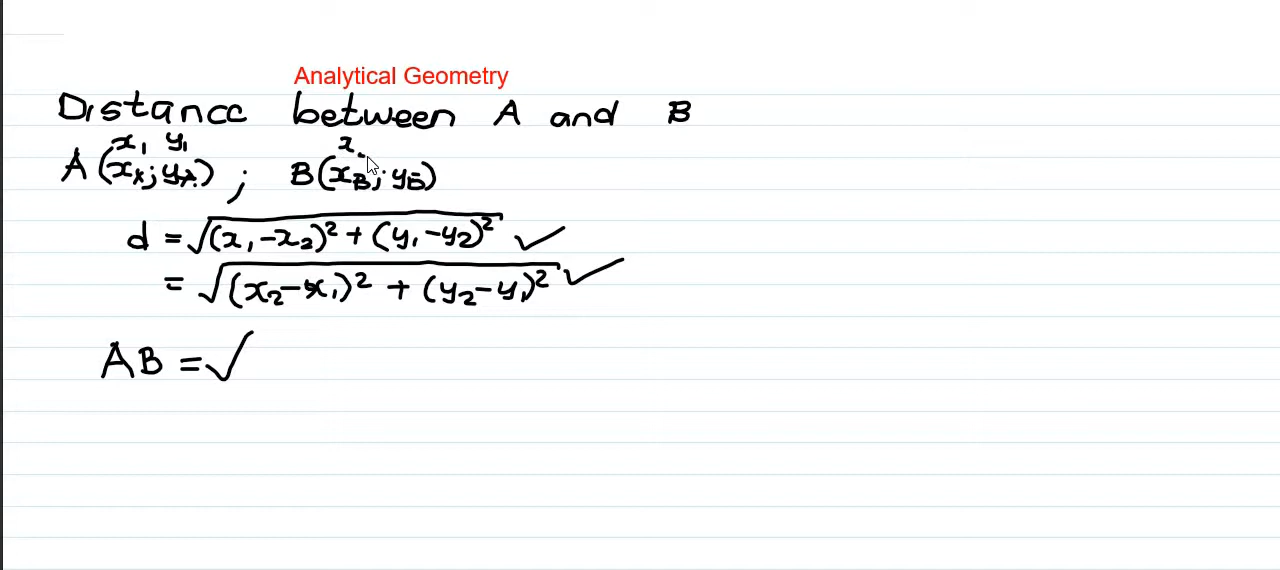 Analytical Geometry
Distance between A and B
x₁ y₁ x
A(x_A; y_A) ; B(x_B; y_B)
d = √((x₁ - x₂)² + (y₁ - y₂)²) ✓
= √((x₂ - x₁)² + (y₂ - y₁)²) ✓
AB = √